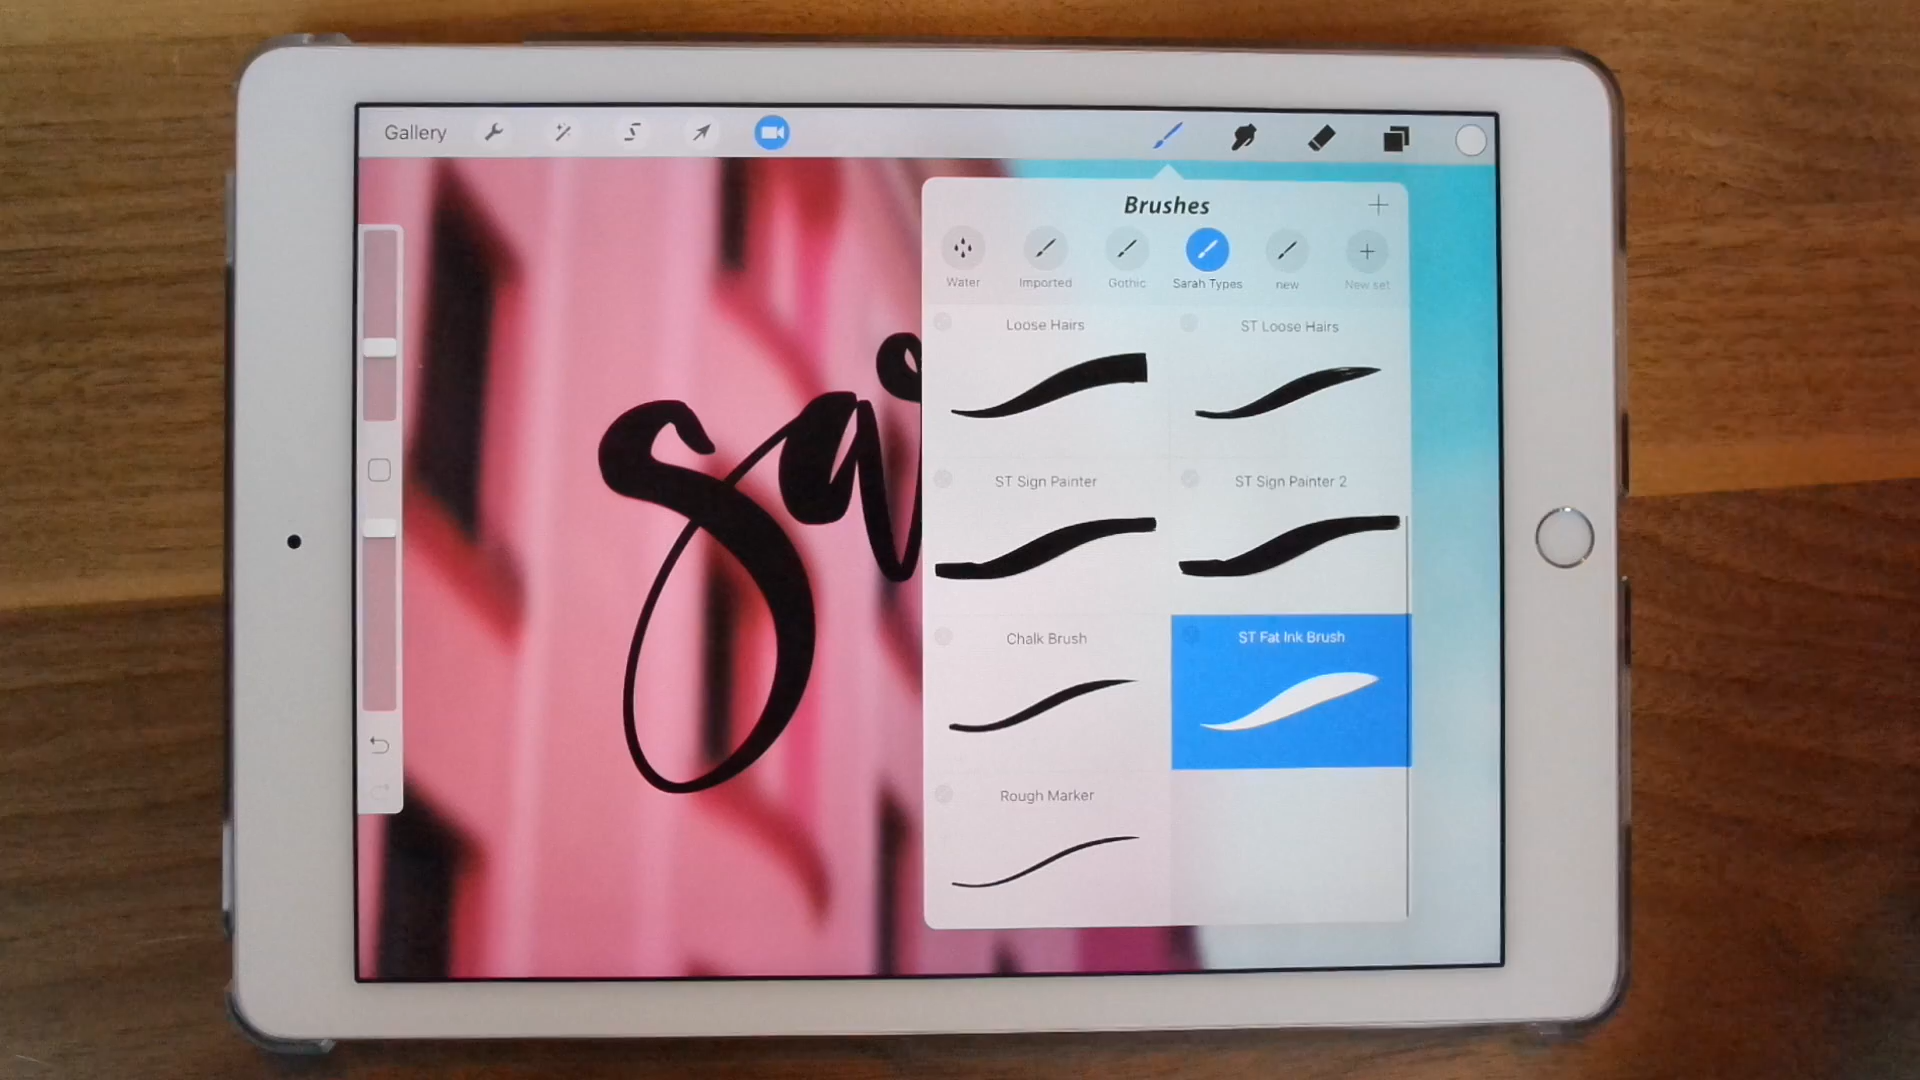 Gallery
Brushes
Water Imported Gothic Sarah Types new New set
Loose Hairs ST Loose Hairs
ST Sign Painter ST Sign Painter 2
Chalk Brush ST Fat Ink Brush
Rough Marker
sa